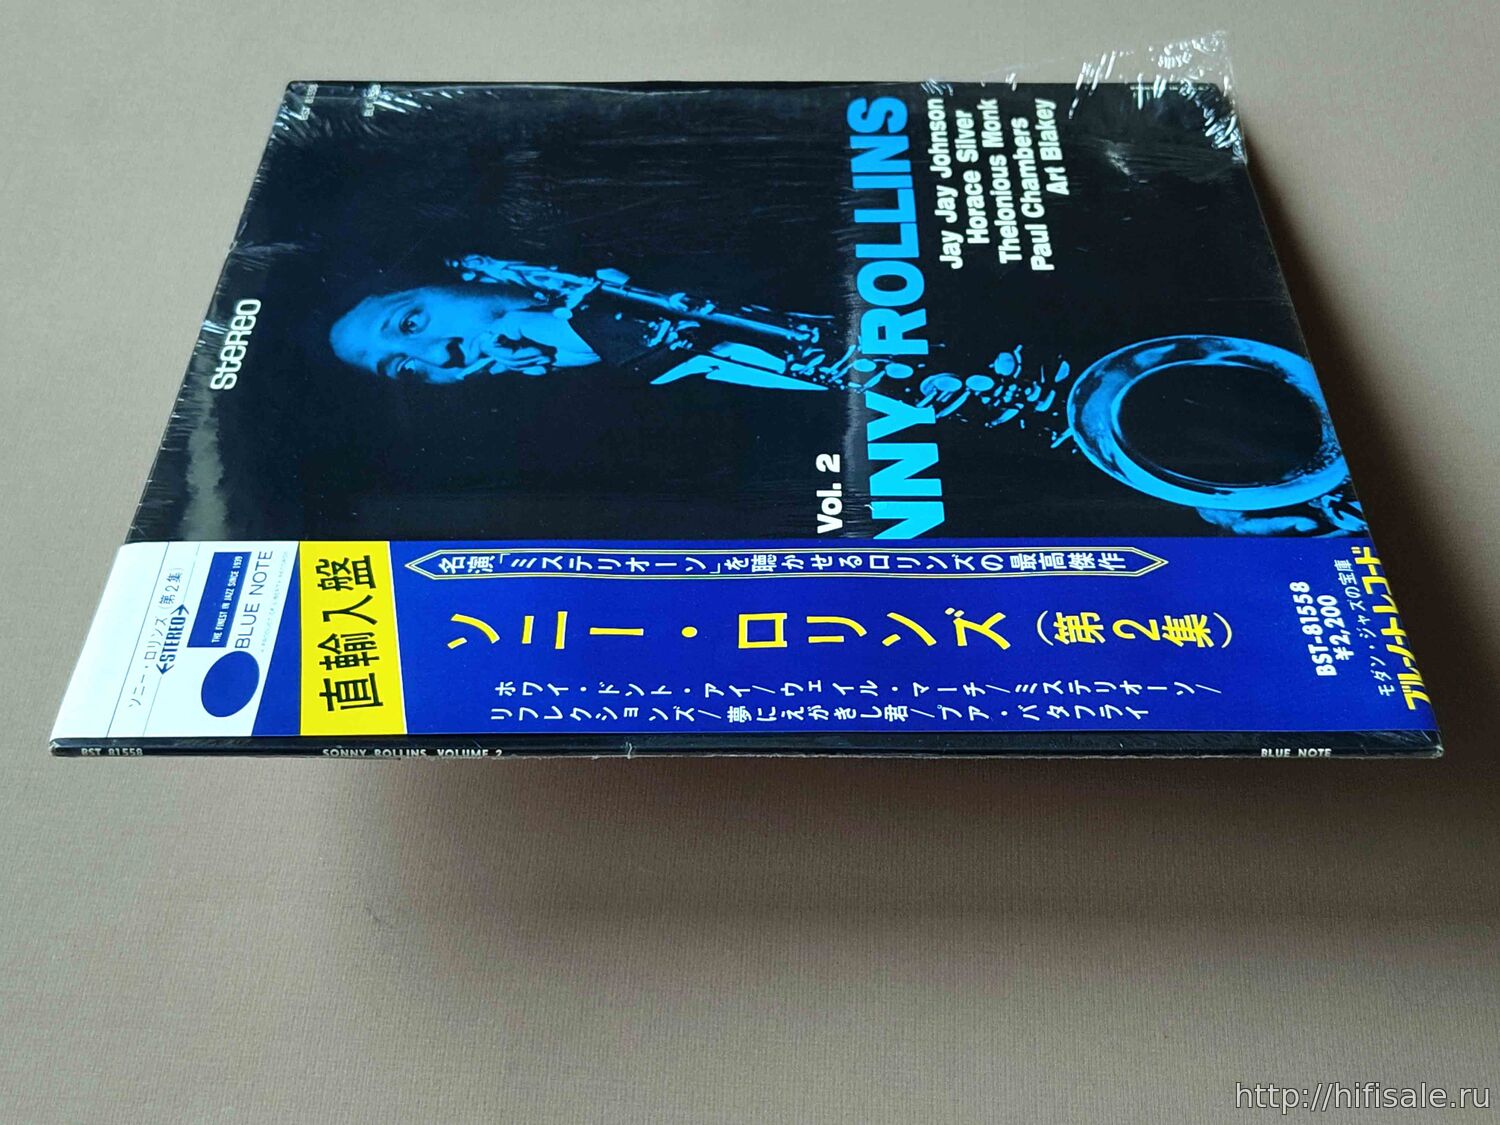 BST 81558
Stereo
Vol. 2
NNY ROLLINS
Jay Jay Johnson
Horace Silver
Thelonious Monk
Paul Chambers
Art Blakey
ソニー・ロリンズ（第2集）
STEREO
THE FINEST IN JAZZ SINCE 1939
BLUE NOTE
直輸入盤
名演「ミステリオーソ」を聴かせるロリンズの最高傑作
ソニー・ロリンズ（第2集）
ホワイ・ドント・アイ/ウェイル・マーチ/ミステリオーソ/
リフレクションズ/夢にえがきし君/プア・バタフライ
BST-81558
¥2,200
モダン・ジャズの宝庫
ブルーノート・レコード
BST 81558 SONNY ROLLINS, VOLUME 2 BLUE NOTE
http://hifisale.ru